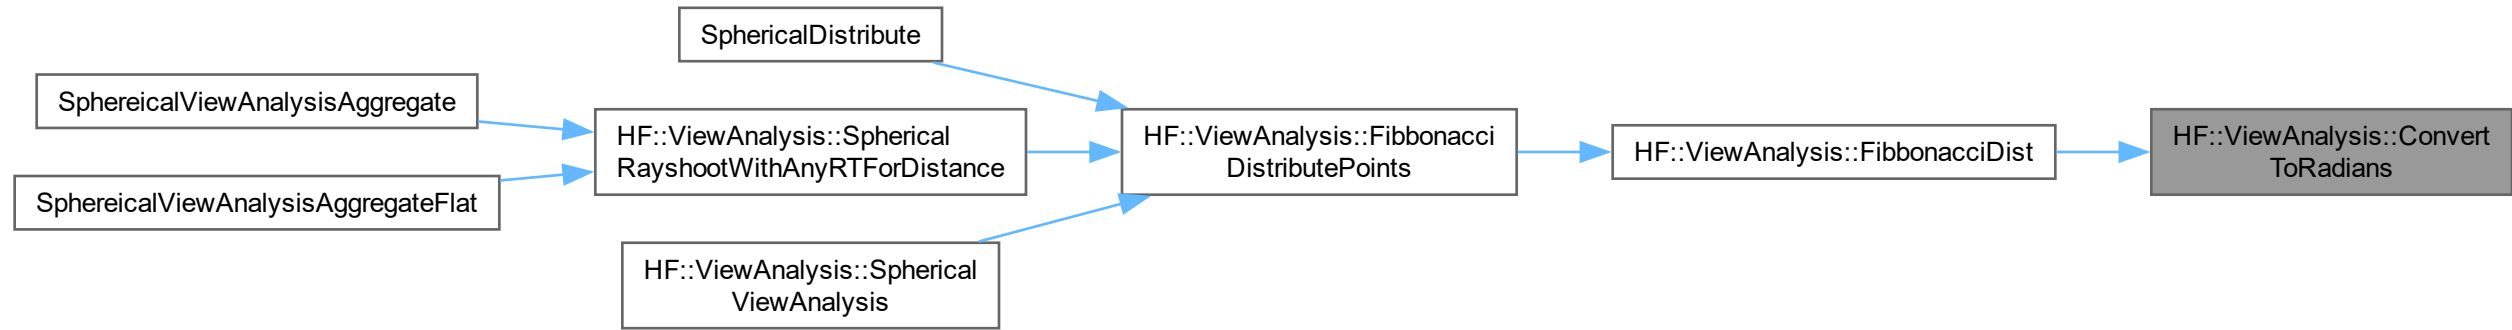 SphericalDistribute
SphereicalViewAnalysisAggregate
SphereicalViewAnalysisAggregateFlat
HF::ViewAnalysis::Spherical
RayshootWithAnyRTForDistance
HF::ViewAnalysis::Spherical
ViewAnalysis
HF::ViewAnalysis::Fibbonacci
DistributePoints
HF::ViewAnalysis::FibbonacciDist
HF::ViewAnalysis::Convert
ToRadians